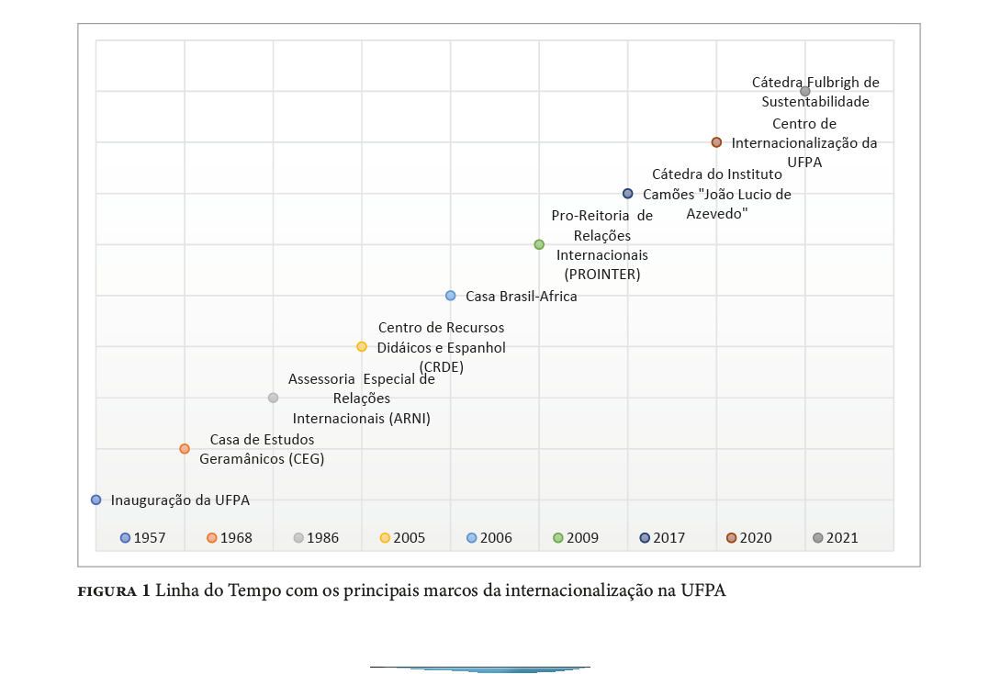 Cátedra Fulbrigh de
Sustentabilidade
Centro de
Internacionalização da
UFPA
Cátedra do Instituto
Camões "João Lucio de
Azevedo"
Pro-Reitoria de
Relações
Internacionais
(PROINTER)
Casa Brasil-Africa
Centro de Recursos
Didáicos e Espanhol
(CRDE)
Assessoria Especial de
Relações
Internacionais (ARNI)
Casa de Estudos
Geramânicos (CEG)
Inauguração da UFPA
1957 1968 1986 2005 2006 2009 2017 2020 2021
FIGURA 1 Linha do Tempo com os principais marcos da internacionalização na UFPA